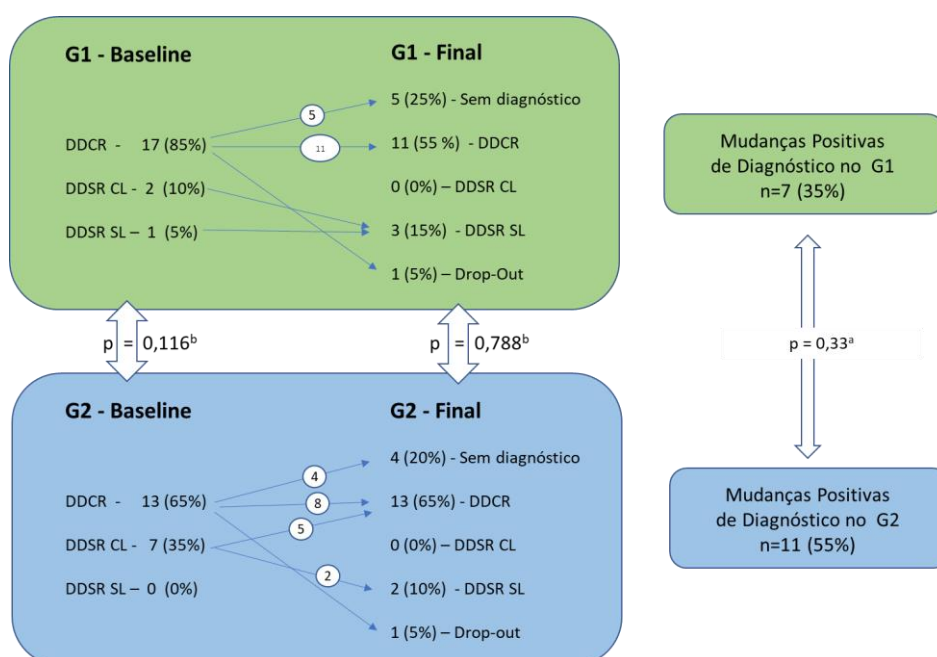 G1 - Baseline
DDCR - 17 (85%)
DDSR CL - 2 (10%)
DDSR SL – 1 (5%)
5
11
G1 - Final
5 (25%) - Sem diagnóstico
11 (55 %) - DDCR
0 (0%) – DDSR CL
3 (15%) – DDSR SL
1 (5%) – Drop-Out
p = 0,116ᵇ
p = 0,788ᵇ
G2 - Baseline
DDCR - 13 (65%)
DDSR CL - 7 (35%)
DDSR SL – 0 (0%)
4
8
5
2
G2 - Final
4 (20%) - Sem diagnóstico
13 (65%) - DDCR
0 (0%) – DDSR CL
2 (10%) - DDSR SL
1 (5%) – Drop-out
Mudanças Positivas
de Diagnóstico no G1
n=7 (35%)
p = 0,33ᵃ
Mudanças Positivas
de Diagnóstico no G2
n=11 (55%)